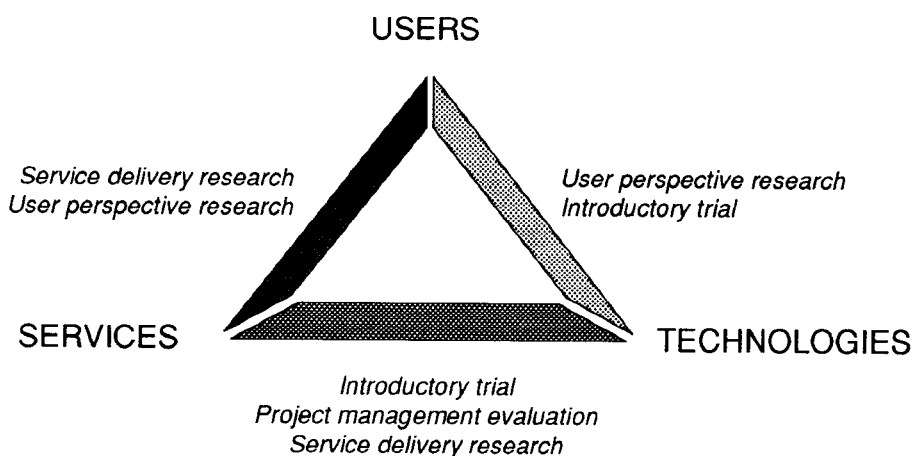 USERS
Service delivery research
User perspective research
User perspective research
Introductory trial
SERVICES
TECHNOLOGIES
Introductory trial
Project management evaluation
Service delivery research